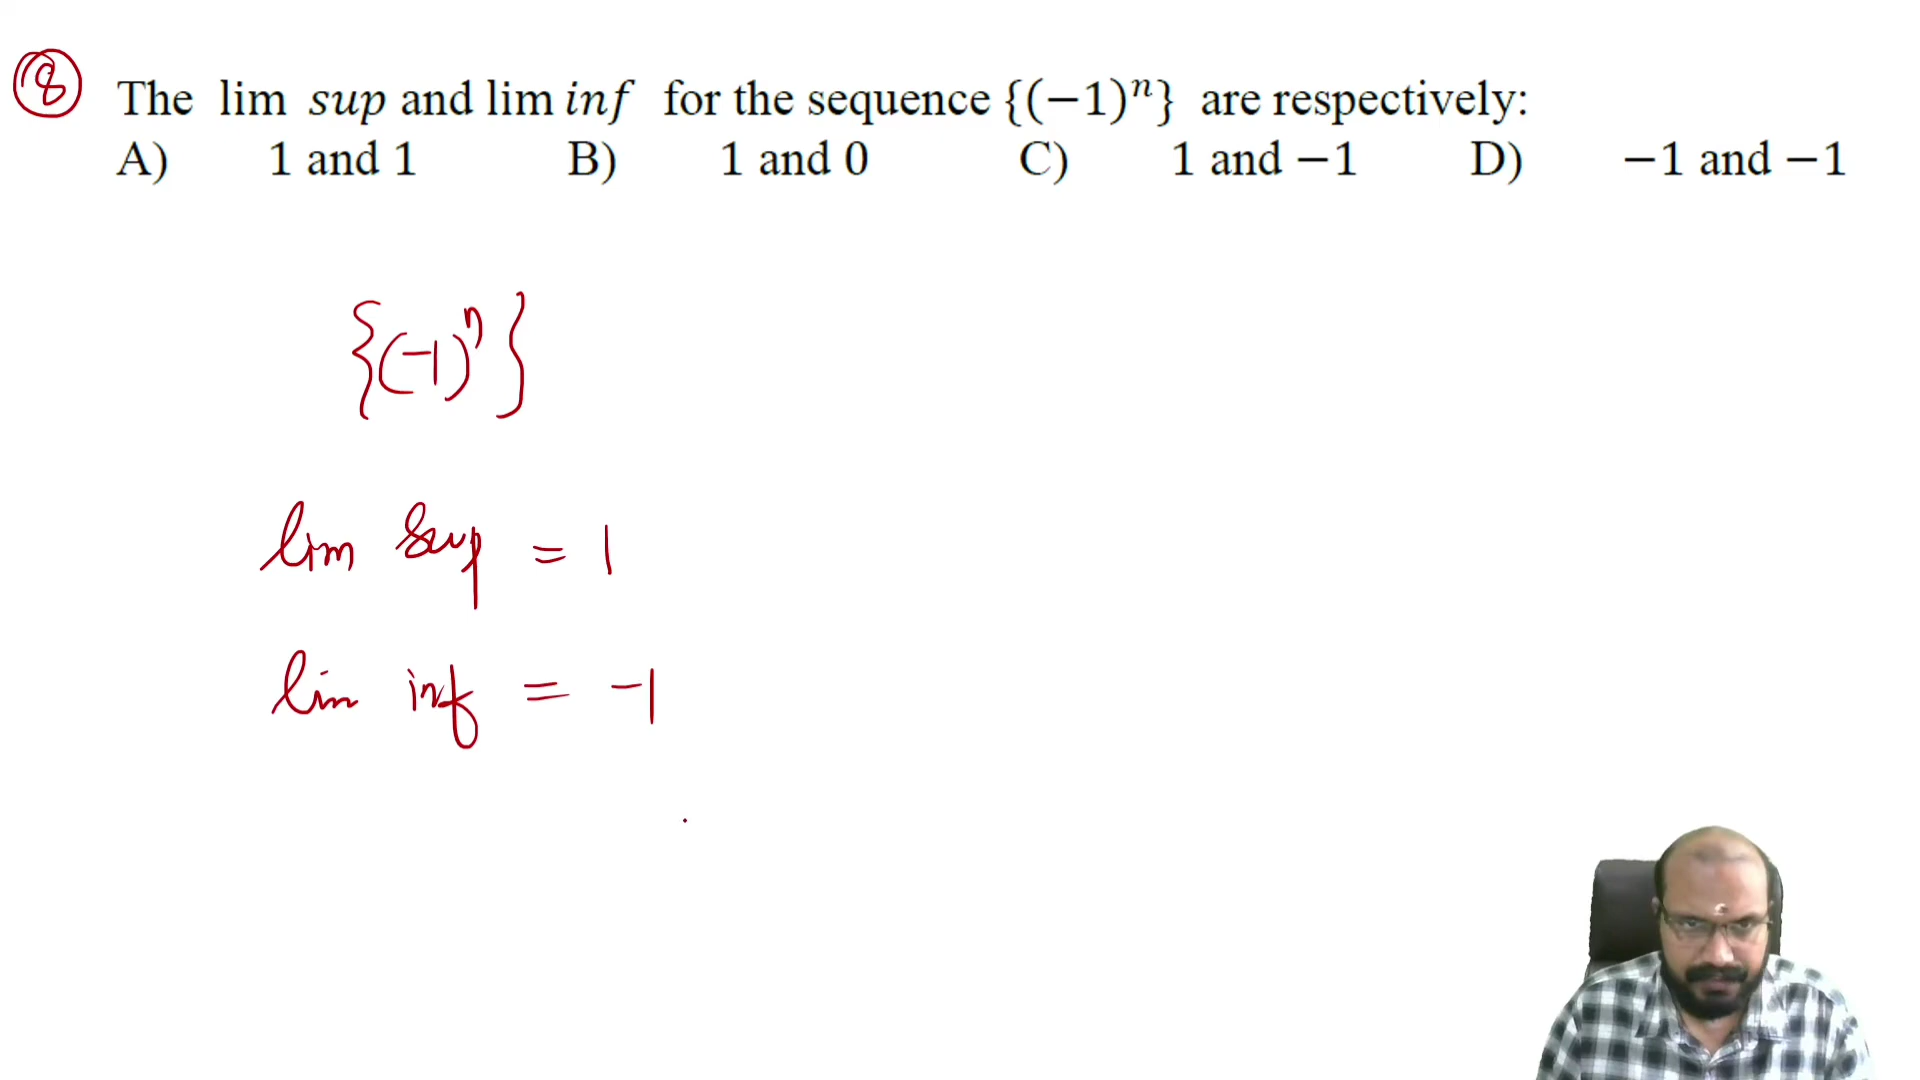 8 The lim sup and lim inf for the sequence {(−1)ⁿ} are respectively:
A) 1 and 1 B) 1 and 0 C) 1 and −1 D) −1 and −1
{(-1)ⁿ}
lim sup = 1
lim inf = -1